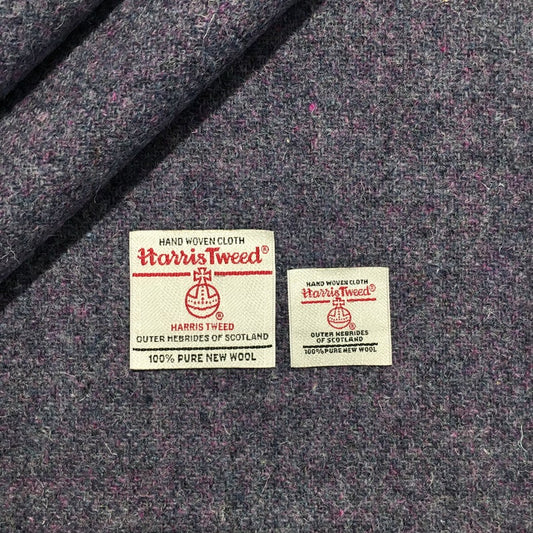 HAND WOVEN CLOTH
Harris Tweed®
®
HARRIS TWEED
OUTER HEBRIDES OF SCOTLAND
100% PURE NEW WOOL
HAND WOVEN CLOTH
Harris Tweed®
®
OUTER HEBRIDES
OF SCOTLAND
100% PURE NEW WOOL